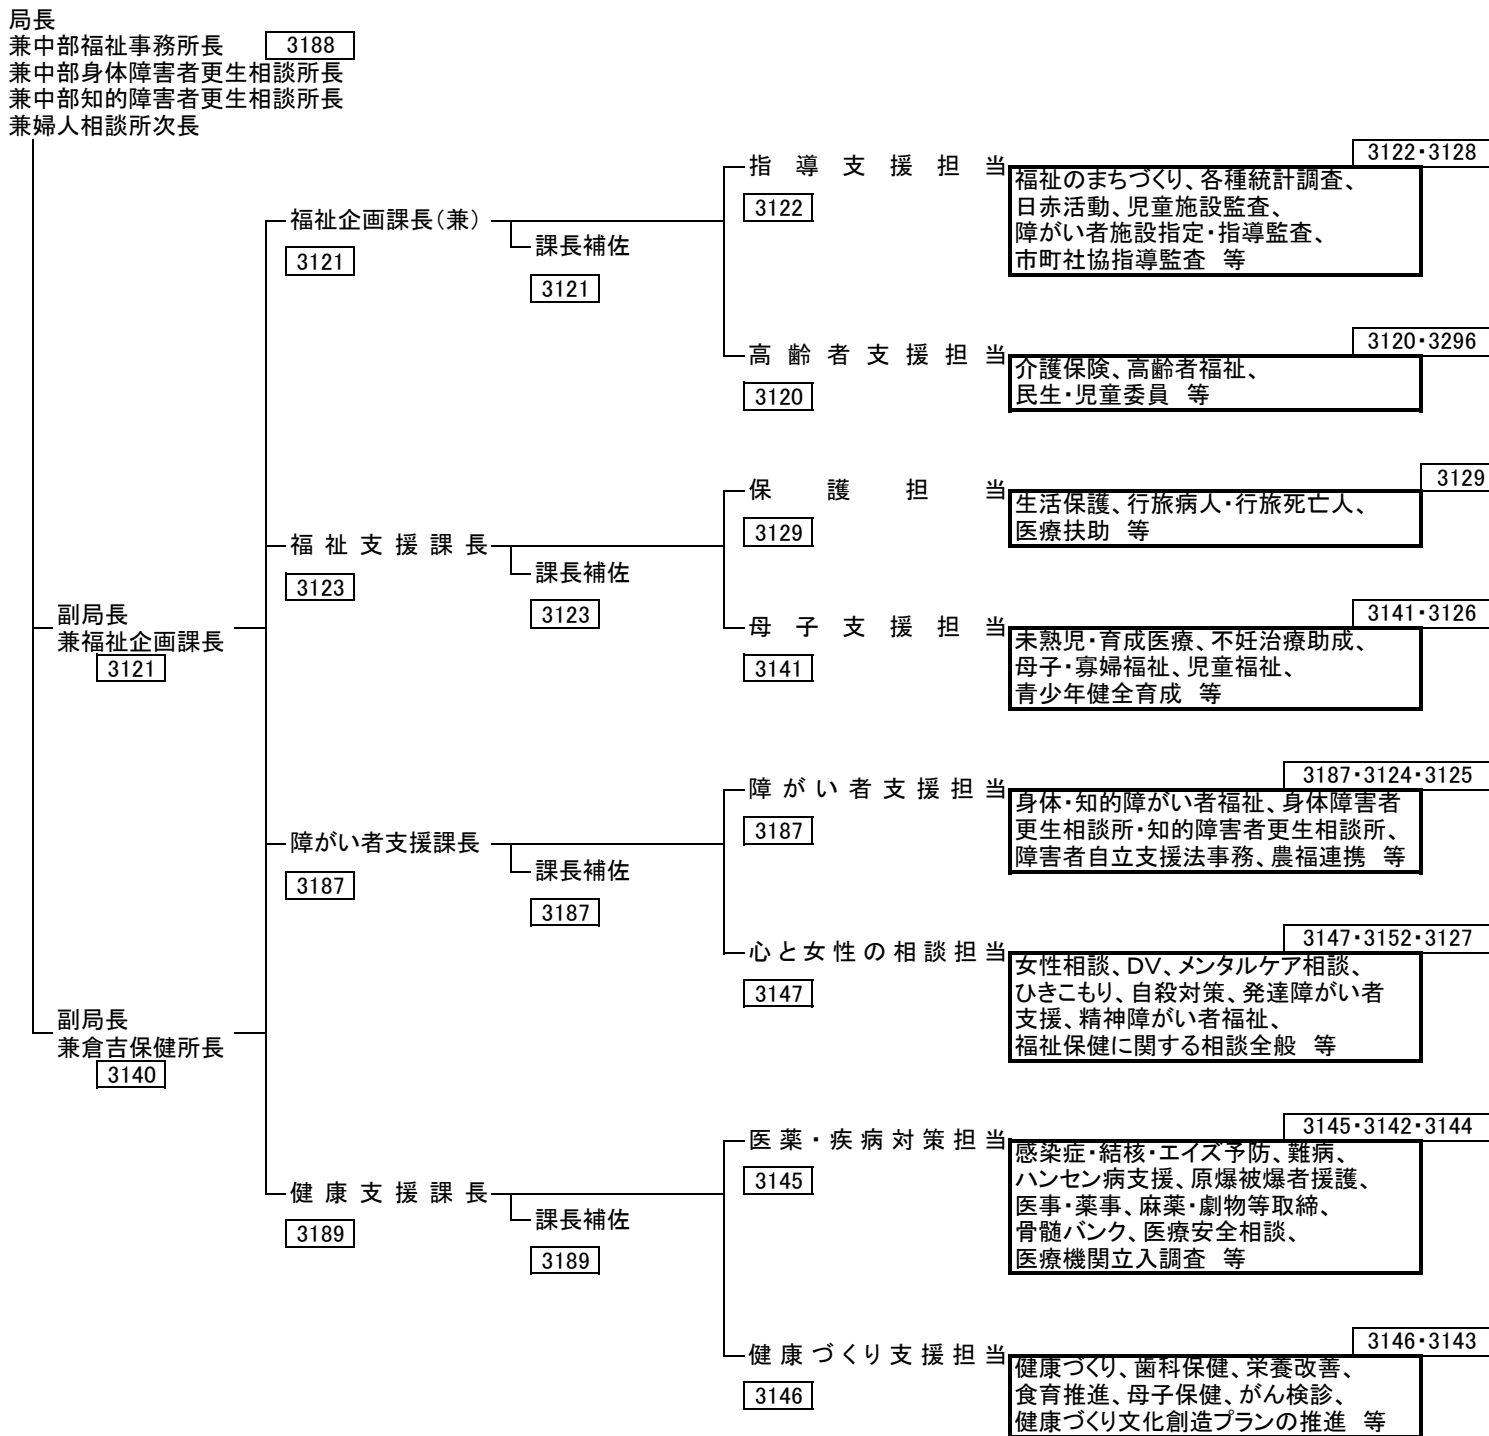 局長
兼中部福祉事務所長 3188
兼中部身体障害者更生相談所長
兼中部知的障害者更生相談所長
兼婦人相談所次長
副局長
兼福祉企画課長
3121
副局長
兼倉吉保健所長
3140
福祉企画課長(兼)
3121
課長補佐
3121
指導支援担当
3122
3122・3128
福祉のまちづくり、各種統計調査、
日赤活動、児童施設監査、
障がい者施設指定・指導監査、
市町社協指導監査 等
高齢者支援担当
3120
3120・3296
介護保険、高齢者福祉、
民生・児童委員 等
福祉支援課長
3123
課長補佐
3123
保護担当
3129
3129
生活保護、行旅病人・行旅死亡人、
医療扶助 等
母子支援担当
3141
3141・3126
未熟児・育成医療、不妊治療助成、
母子・寡婦福祉、児童福祉、
青少年健全育成 等
障がい者支援課長
3187
課長補佐
3187
障がい者支援担当
3187
3187・3124・3125
身体・知的障がい者福祉、身体障害者
更生相談所・知的障害者更生相談所、
障害者自立支援法事務、農福連携 等
心と女性の相談担当
3147
3147・3152・3127
女性相談、DV、メンタルケア相談、
ひきこもり、自殺対策、発達障がい者
支援、精神障がい者福祉、
福祉保健に関する相談全般 等
健康支援課長
3189
課長補佐
3189
医薬・疾病対策担当
3145
3145・3142・3144
感染症・結核・エイズ予防、難病、
ハンセン病支援、原爆被爆者援護、
医事・薬事、麻薬・劇物等取締、
骨髄バンク、医療安全相談、
医療機関立入調査 等
健康づくり支援担当
3146
3146・3143
健康づくり、歯科保健、栄養改善、
食育推進、母子保健、がん検診、
健康づくり文化創造プランの推進 等